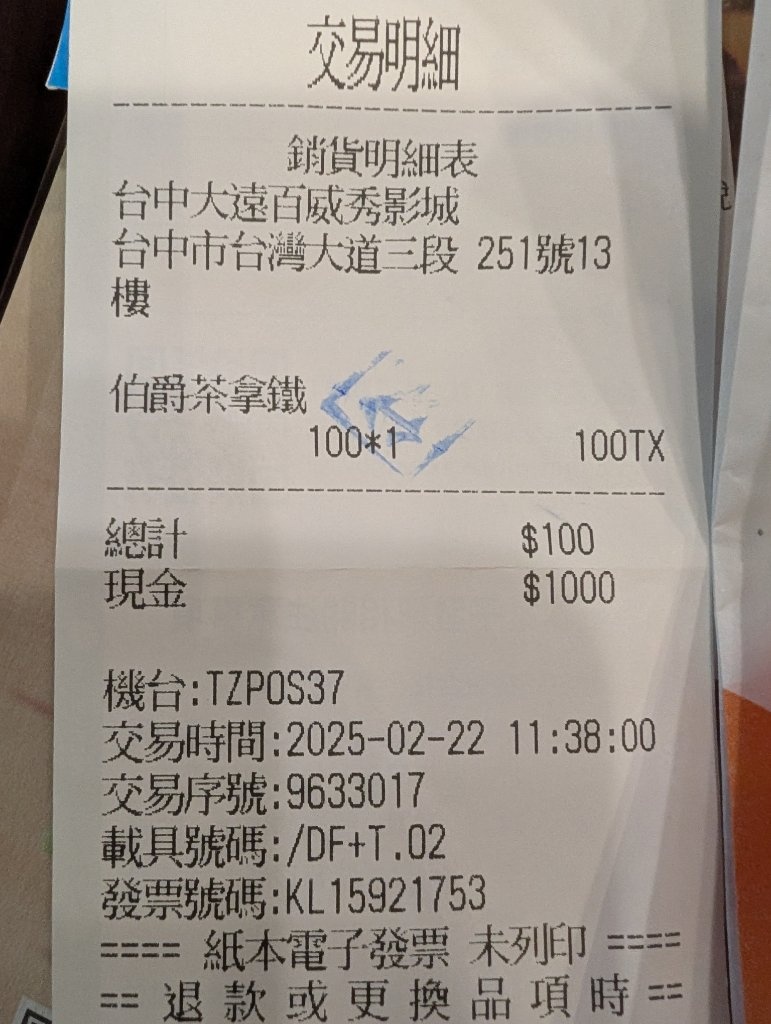 交易明細
銷貨明細表
台中大遠百威秀影城
台中市台灣大道三段 251號13
樓
伯爵茶拿鐵
100*1 100TX
總計 $100
現金 $1000
機台:TZPOS37
交易時間:2025-02-22 11:38:00
交易序號:9633017
載具號碼:/DF+T.02
發票號碼:KL15921753
==== 紙本電子發票 未列印 ====
== 退 款 或 更 換 品 項 時 ==